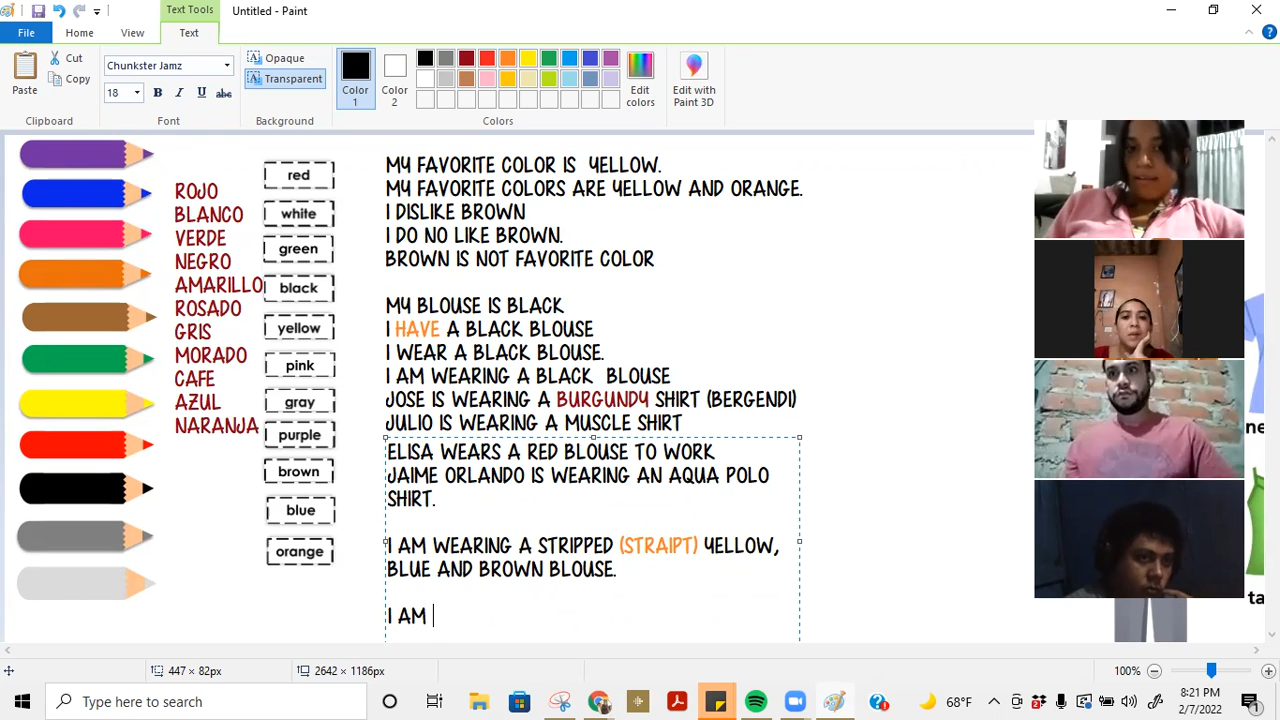 Text Tools
Untitled - Paint
File
Home
View
Text
Paste
Cut
Copy
Clipboard
Chunkster Jamz
18
B I U abc
Font
Opaque
Transparent
Background
Color 1
Color 2
Edit colors
Edit with Paint 3D
Colors
ROJO
BLANCO
VERDE
NEGRO
AMARILLO
ROSADO
GRIS
MORADO
CAFE
AZUL
NARANJA
red
white
green
black
yellow
pink
gray
purple
brown
blue
orange
MY FAVORITE COLOR IS YELLOW.
MY FAVORITE COLORS ARE YELLOW AND ORANGE.
I DISLIKE BROWN
I DO NO LIKE BROWN.
BROWN IS NOT FAVORITE COLOR
MY BLOUSE IS BLACK
I HAVE A BLACK BLOUSE
I WEAR A BLACK BLOUSE.
I AM WEARING A BLACK BLOUSE
JOSE IS WEARING A BURGUNDY SHIRT (BERGENDI)
JULIO IS WEARING A MUSCLE SHIRT
ELISA WEARS A RED BLOUSE TO WORK
JAIME ORLANDO IS WEARING AN AQUA POLO
SHIRT.
I AM WEARING A STRIPPED (STRAIPT) YELLOW,
BLUE AND BROWN BLOUSE.
I AM
ne
ta
447 × 82px
2642 × 1186px
100%
Type here to search
68°F
8:21 PM
2/7/2022